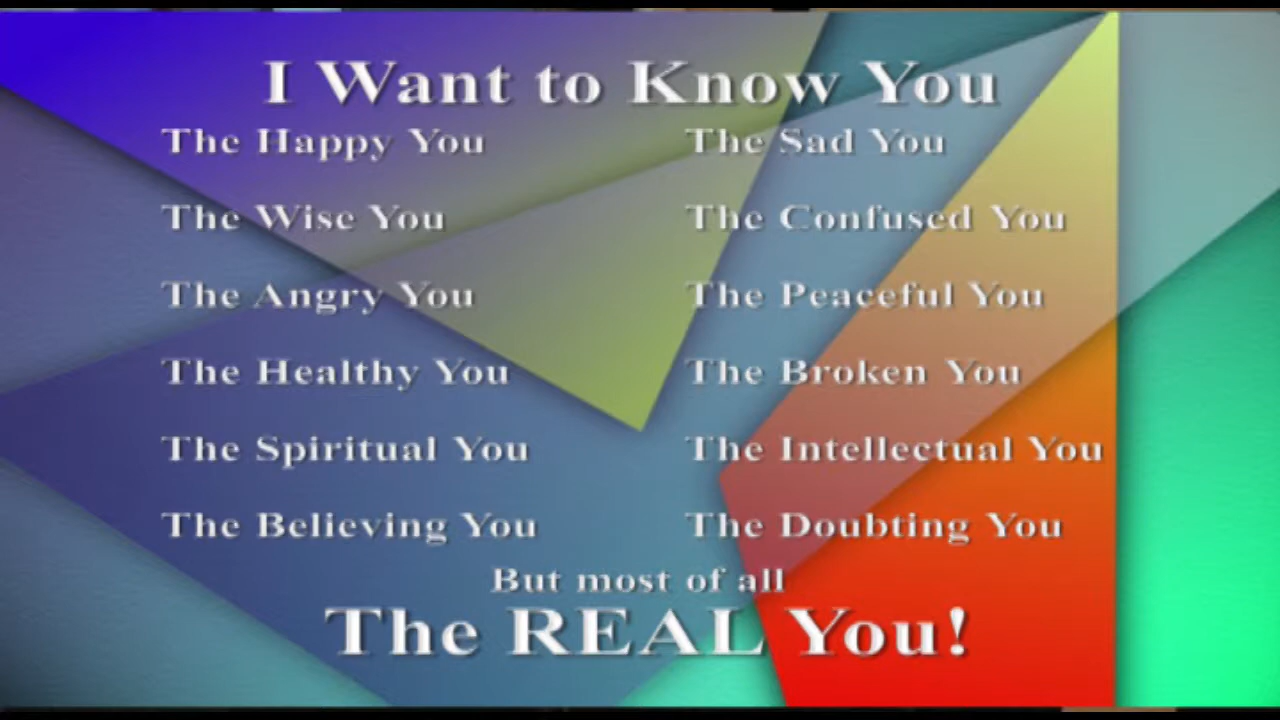 I Want to Know You
The Happy You The Sad You
The Wise You The Confused You
The Angry You The Peaceful You
The Healthy You The Broken You
The Spiritual You The Intellectual You
The Believing You The Doubting You
But most of all
The REAL You!